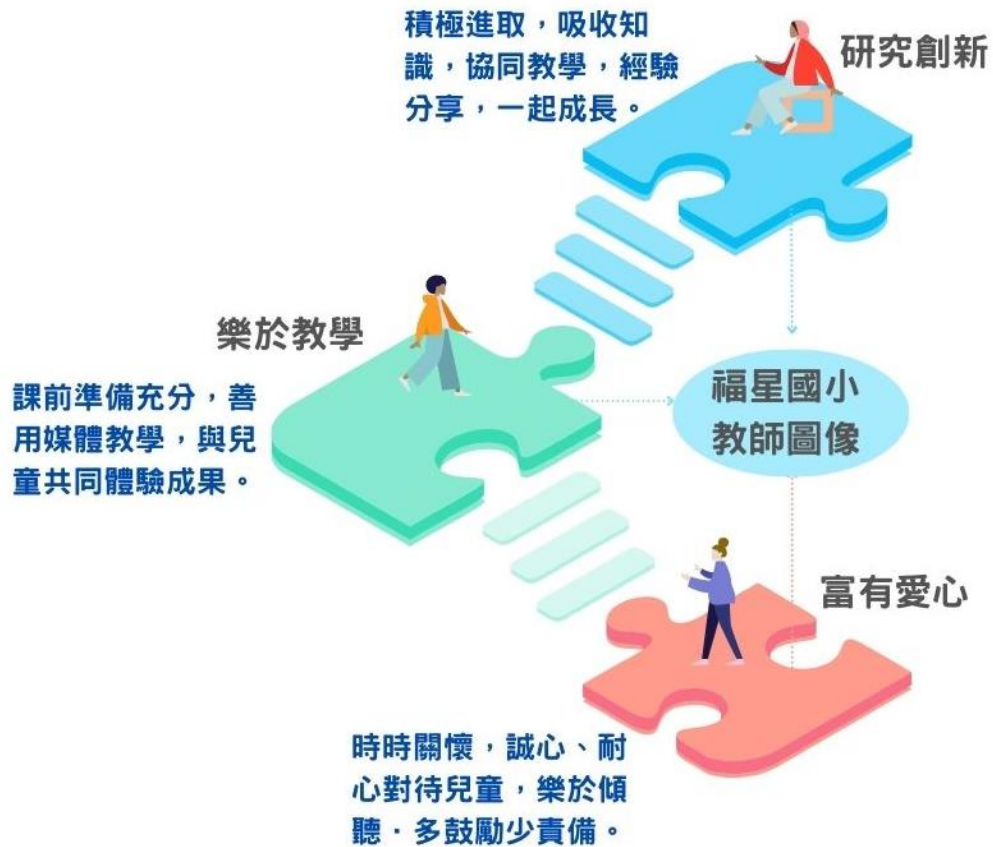 積極進取，吸收知
識，協同教學，經驗
分享，一起成長。
研究創新
樂於教學
課前準備充分，善
用媒體教學，與兒
童共同體驗成果。
福星國小
教師圖像
富有愛心
時時關懷，誠心、耐
心對待兒童，樂於傾
聽．多鼓勵少責備。